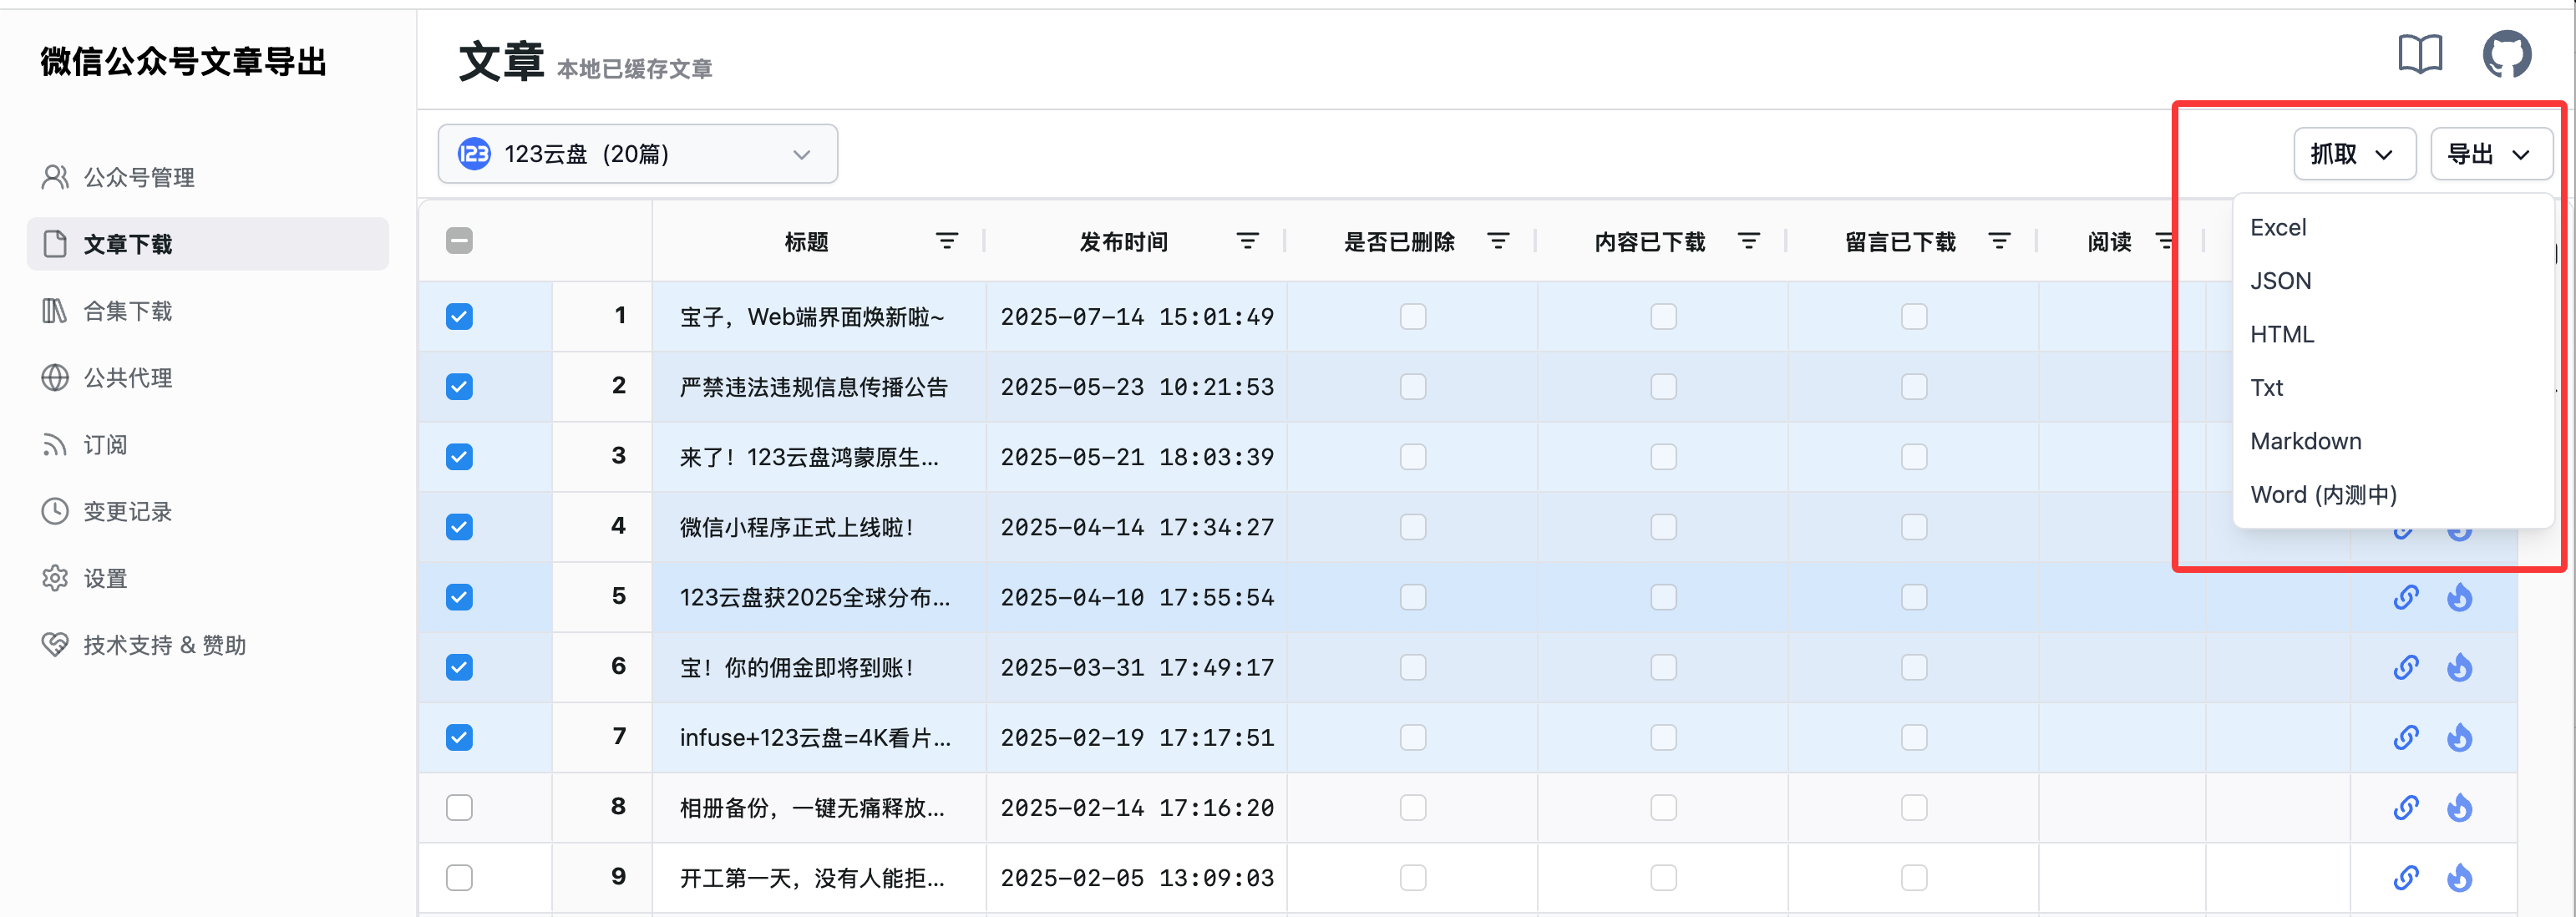 微信公众号文章导出
公众号管理
文章下载
合集下载
公共代理
订阅
变更记录
设置
技术支持 & 赞助
文章 本地已缓存文章
123 123云盘 (20篇)
抓取 导出
Excel
JSON
HTML
Txt
Markdown
Word (内测中)
标题 发布时间 是否已删除 内容已下载 留言已下载 阅读
1 宝子，Web端界面焕新啦~ 2025-07-14 15:01:49
2 严禁违法违规信息传播公告 2025-05-23 10:21:53
3 来了！123云盘鸿蒙原生... 2025-05-21 18:03:39
4 微信小程序正式上线啦！ 2025-04-14 17:34:27
5 123云盘获2025全球分布... 2025-04-10 17:55:54
6 宝！你的佣金即将到账！ 2025-03-31 17:49:17
7 infuse+123云盘=4K看片... 2025-02-19 17:17:51
8 相册备份，一键无痛释放... 2025-02-14 17:16:20
9 开工第一天，没有人能拒... 2025-02-05 13:09:03